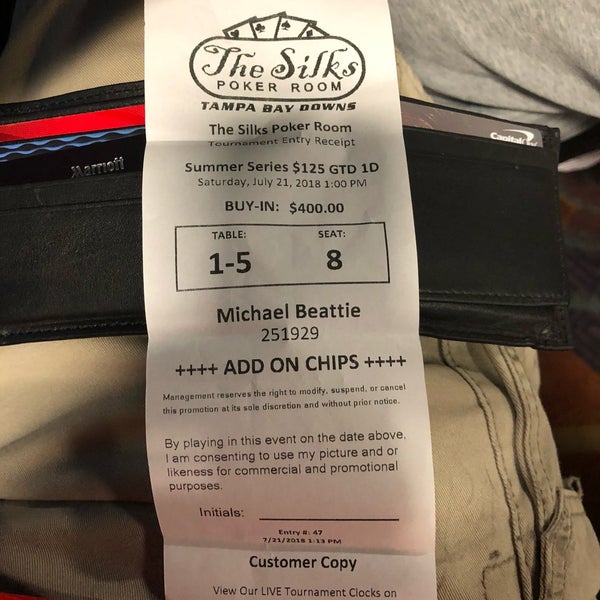 The Silks
POKER ROOM
TAMPA BAY DOWNS
The Silks Poker Room
Tournament Entry Receipt
Summer Series $125 GTD 1D
Saturday, July 21, 2018 1:00 PM
BUY-IN: $400.00
TABLE: SEAT:
1-5 8
Michael Beattie
251929
++++ ADD ON CHIPS ++++
Management reserves the right to modify, suspend, or cancel
this promotion at its sole discretion and without prior notice.
By playing in this event on the date above,
I am consenting to use my picture and or
likeness for commercial and promotional
purposes.
Initials:
Entry #: 47
7/21/2018 1:13 PM
Customer Copy
View Our LIVE Tournament Clocks on
Marriott
Capital